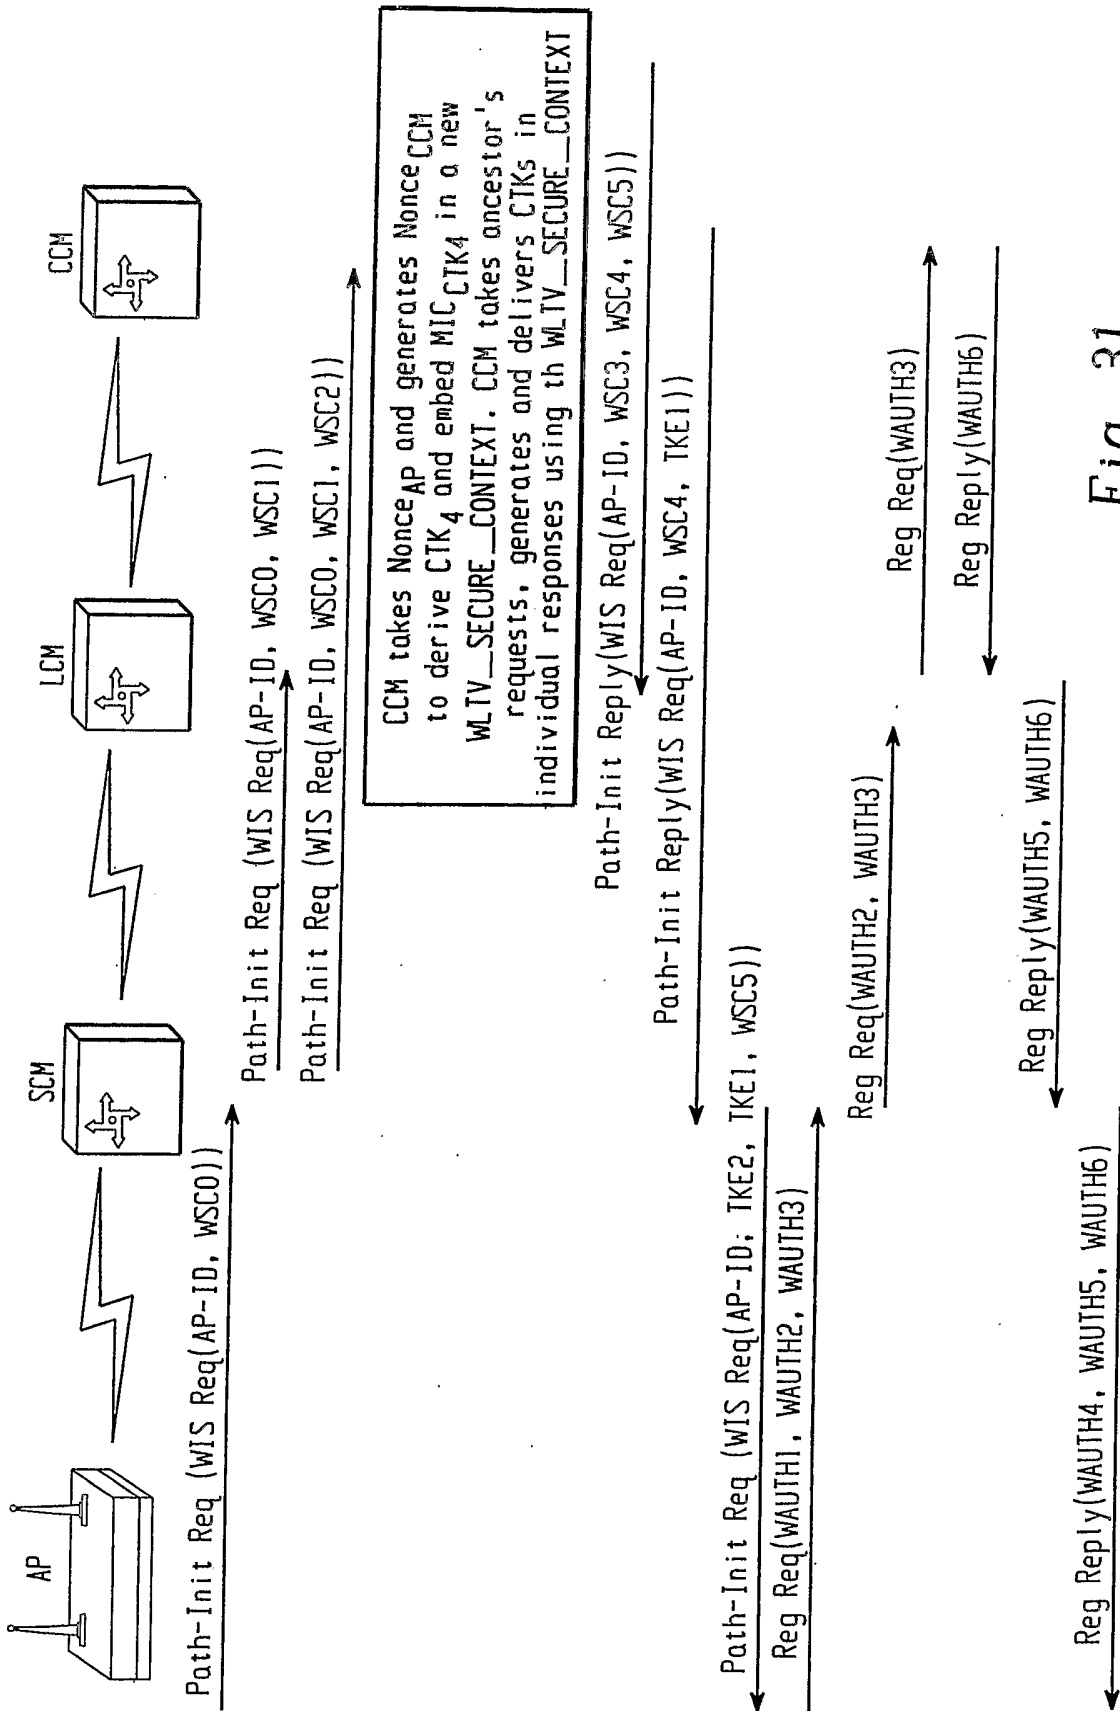 AP
SCM
LCM
CCM
Path-Init Req (WIS Req(AP-ID, WSC0))
Path-Init Req (WIS Req(AP-ID, WSC0, WSC1))
Path-Init Req (WIS Req(AP-ID, WSC0, WSC1, WSC2))
CCM takes NonceAP and generates NonceCCM
to derive CTK4 and embed MICCTK4 in a new
WLTV_SECURE_CONTEXT. CCM takes ancestor's
requests, generates and delivers CTKs in
individual responses using th WLTV_SECURE_CONTEXT
Path-Init Reply(WIS Req(AP-ID, WSC3, WSC4, WSC5))
Path-Init Reply(WIS Req(AP-ID, WSC4, TKE1))
Path-Init Req (WIS Req(AP-ID, TKE2, TKE1, WSC5))
Reg Req(WAUTH1, WAUTH2, WAUTH3)
Reg Req(WAUTH2, WAUTH3)
Reg Req(WAUTH3)
Reg Reply(WAUTH6)
Reg Reply(WAUTH5, WAUTH6)
Reg Reply(WAUTH4, WAUTH5, WAUTH6)
Fig. 31